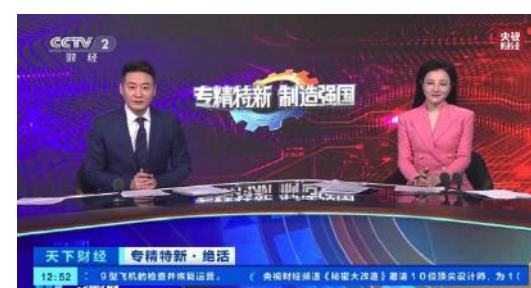 CCTV 2
财经
央视
财经
专精特新 制造强国
天下财经 专精特新·绝活
12:52 9型飞机的检查并恢复运营。 《 央视财经频道《秘密大改造》邀请10位顶尖设计师，为1